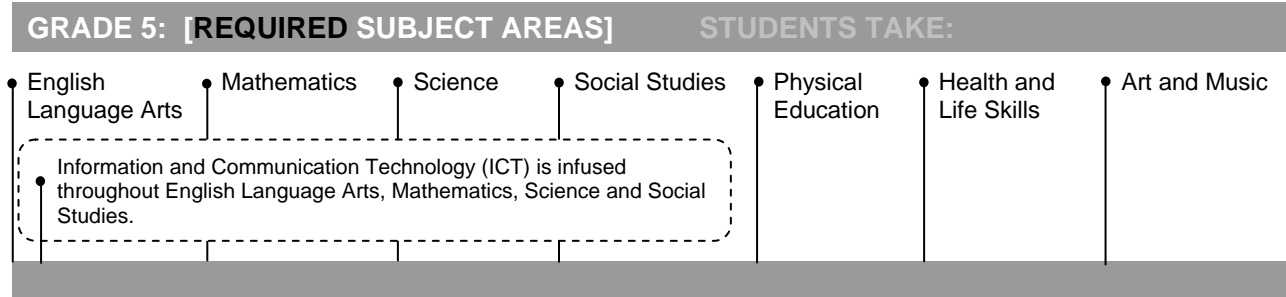 GRADE 5: [REQUIRED SUBJECT AREAS] STUDENTS TAKE:
English
Language Arts
Mathematics
Science
Social Studies
Physical
Education
Health and
Life Skills
Art and Music
Information and Communication Technology (ICT) is infused
throughout English Language Arts, Mathematics, Science and Social
Studies.